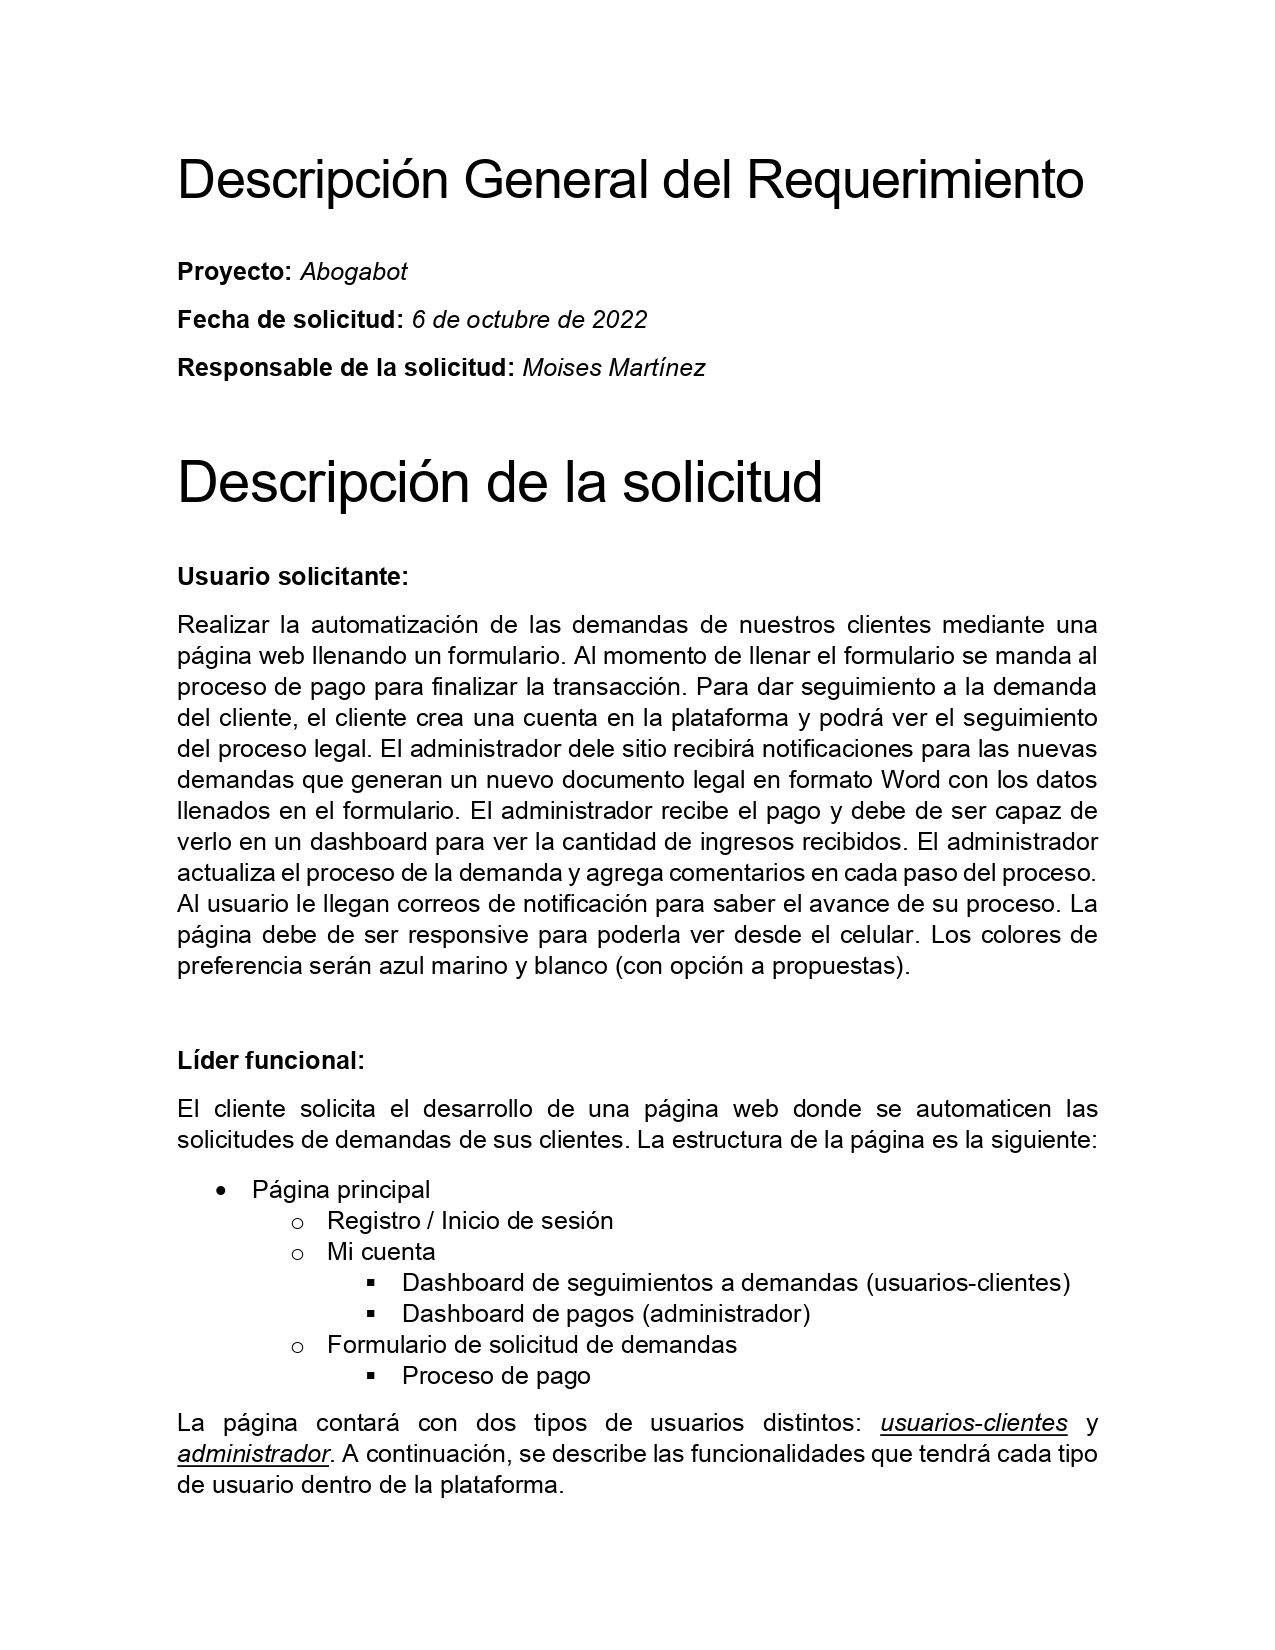 Descripción General del Requerimiento
Proyecto: Abogabot
Fecha de solicitud: 6 de octubre de 2022
Responsable de la solicitud: Moises Martínez
Descripción de la solicitud
Usuario solicitante:
Realizar la automatización de las demandas de nuestros clientes mediante una
página web llenando un formulario. Al momento de llenar el formulario se manda al
proceso de pago para finalizar la transacción. Para dar seguimiento a la demanda
del cliente, el cliente crea una cuenta en la plataforma y podrá ver el seguimiento
del proceso legal. El administrador dele sitio recibirá notificaciones para las nuevas
demandas que generan un nuevo documento legal en formato Word con los datos
llenados en el formulario. El administrador recibe el pago y debe de ser capaz de
verlo en un dashboard para ver la cantidad de ingresos recibidos. El administrador
actualiza el proceso de la demanda y agrega comentarios en cada paso del proceso.
Al usuario le llegan correos de notificación para saber el avance de su proceso. La
página debe de ser responsive para poderla ver desde el celular. Los colores de
preferencia serán azul marino y blanco (con opción a propuestas).
Líder funcional:
El cliente solicita el desarrollo de una página web donde se automaticen las
solicitudes de demandas de sus clientes. La estructura de la página es la siguiente:
• Página principal
o Registro / Inicio de sesión
o Mi cuenta
▪ Dashboard de seguimientos a demandas (usuarios-clientes)
▪ Dashboard de pagos (administrador)
o Formulario de solicitud de demandas
▪ Proceso de pago
La página contará con dos tipos de usuarios distintos: usuarios-clientes y
administrador. A continuación, se describe las funcionalidades que tendrá cada tipo
de usuario dentro de la plataforma.